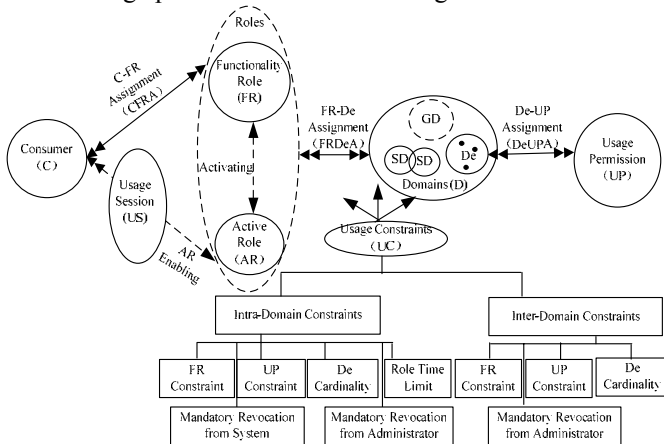 Roles
C-FR
Assignment
(CFRA)
Functionality
Role
(FR)
FR-De
Assignment
(FRDeA)
GD
De-UP
Assignment
(DeUPA)
Consumer
(C)
SD
SD
De
Usage
Permission
(UP)
Activating
Domains(D)
Usage
Session
(US)
Active
Role
(AR)
Usage Constraints
(UC)
AR
Enabling
Intra-Domain Constraints
Inter-Domain Constraints
FR
Constraint
UP
Constraint
De
Cardinality
Role Time
Limit
FR
Constraint
UP
Constraint
De
Cardinality
Mandatory Revocation
from System
Mandatory Revocation
from Administrator
Mandatory Revocation
from Administrator